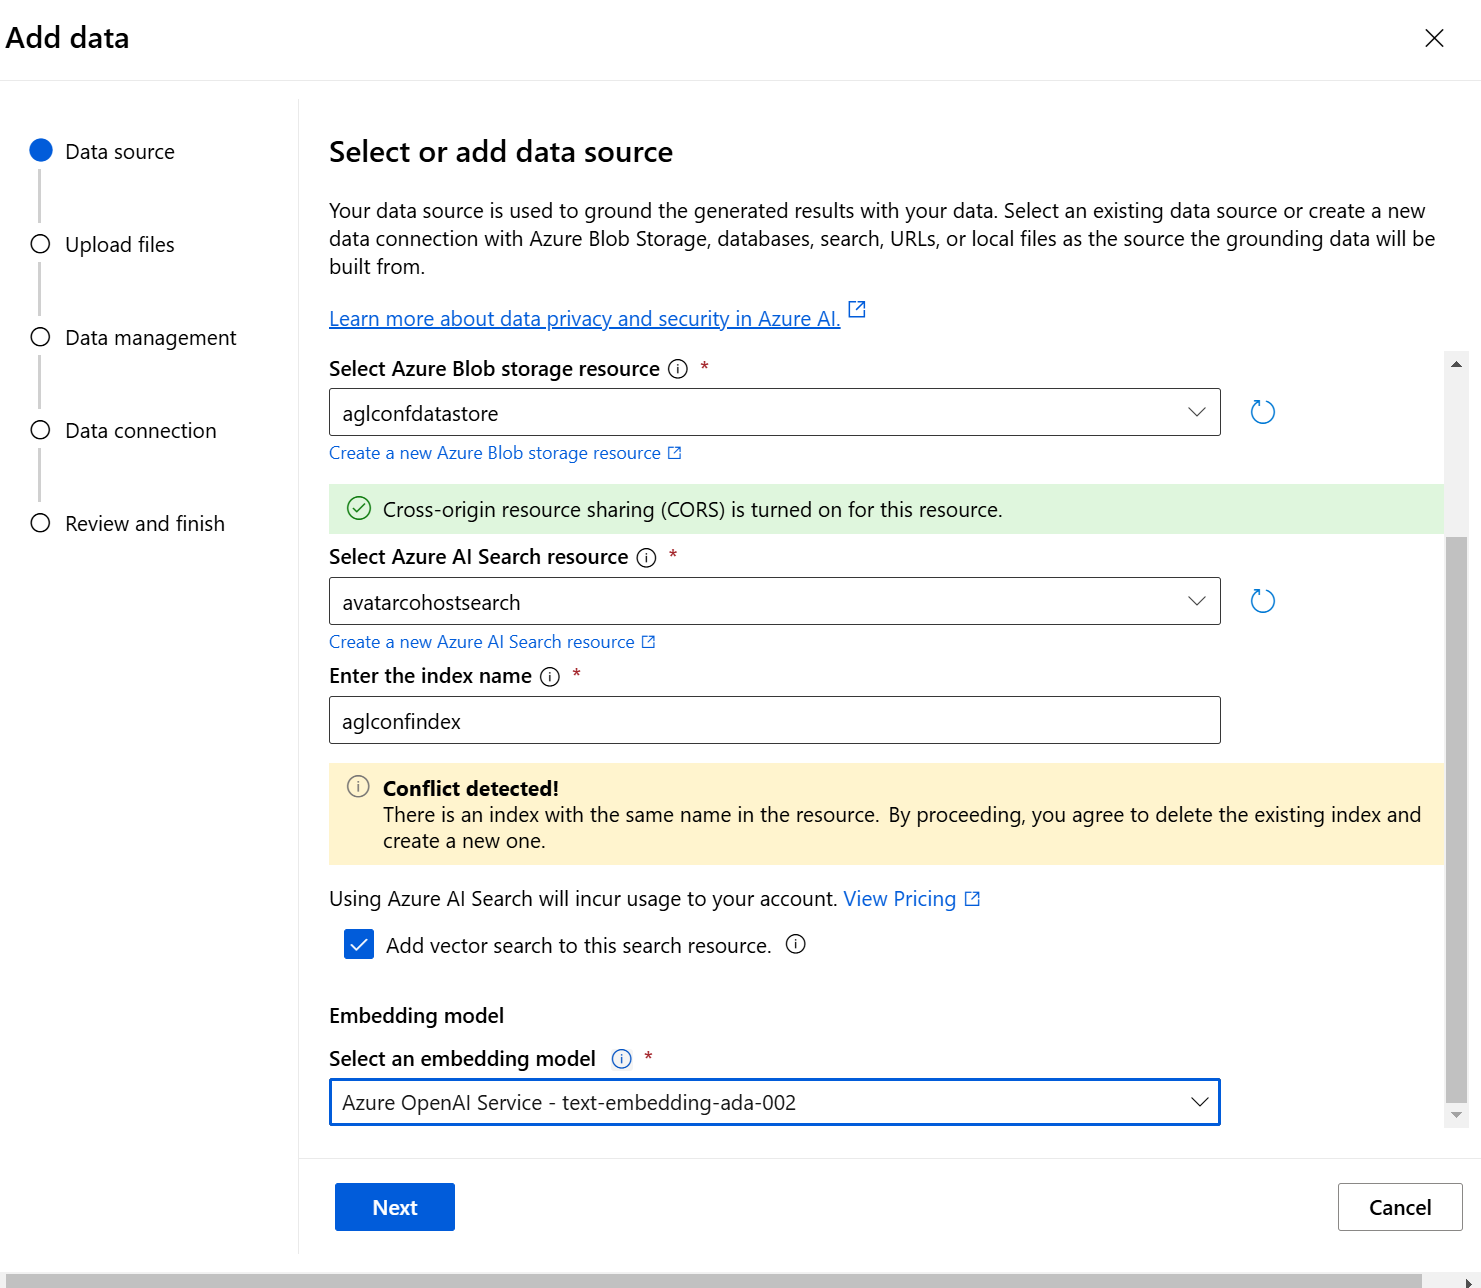 Add data
Data source
Upload files
Data management
Data connection
Review and finish
Select or add data source
Your data source is used to ground the generated results with your data. Select an existing data source or create a new
data connection with Azure Blob Storage, databases, search, URLs, or local files as the source the grounding data will be
built from.
Learn more about data privacy and security in Azure AI.
Select Azure Blob storage resource *
aglconfdatastore
Create a new Azure Blob storage resource
Cross-origin resource sharing (CORS) is turned on for this resource.
Select Azure AI Search resource *
avatarcohostsearch
Create a new Azure AI Search resource
Enter the index name *
aglconfindex
Conflict detected!
There is an index with the same name in the resource. By proceeding, you agree to delete the existing index and
create a new one.
Using Azure AI Search will incur usage to your account. View Pricing
Add vector search to this search resource.
Embedding model
Select an embedding model *
Azure OpenAI Service - text-embedding-ada-002
Next
Cancel